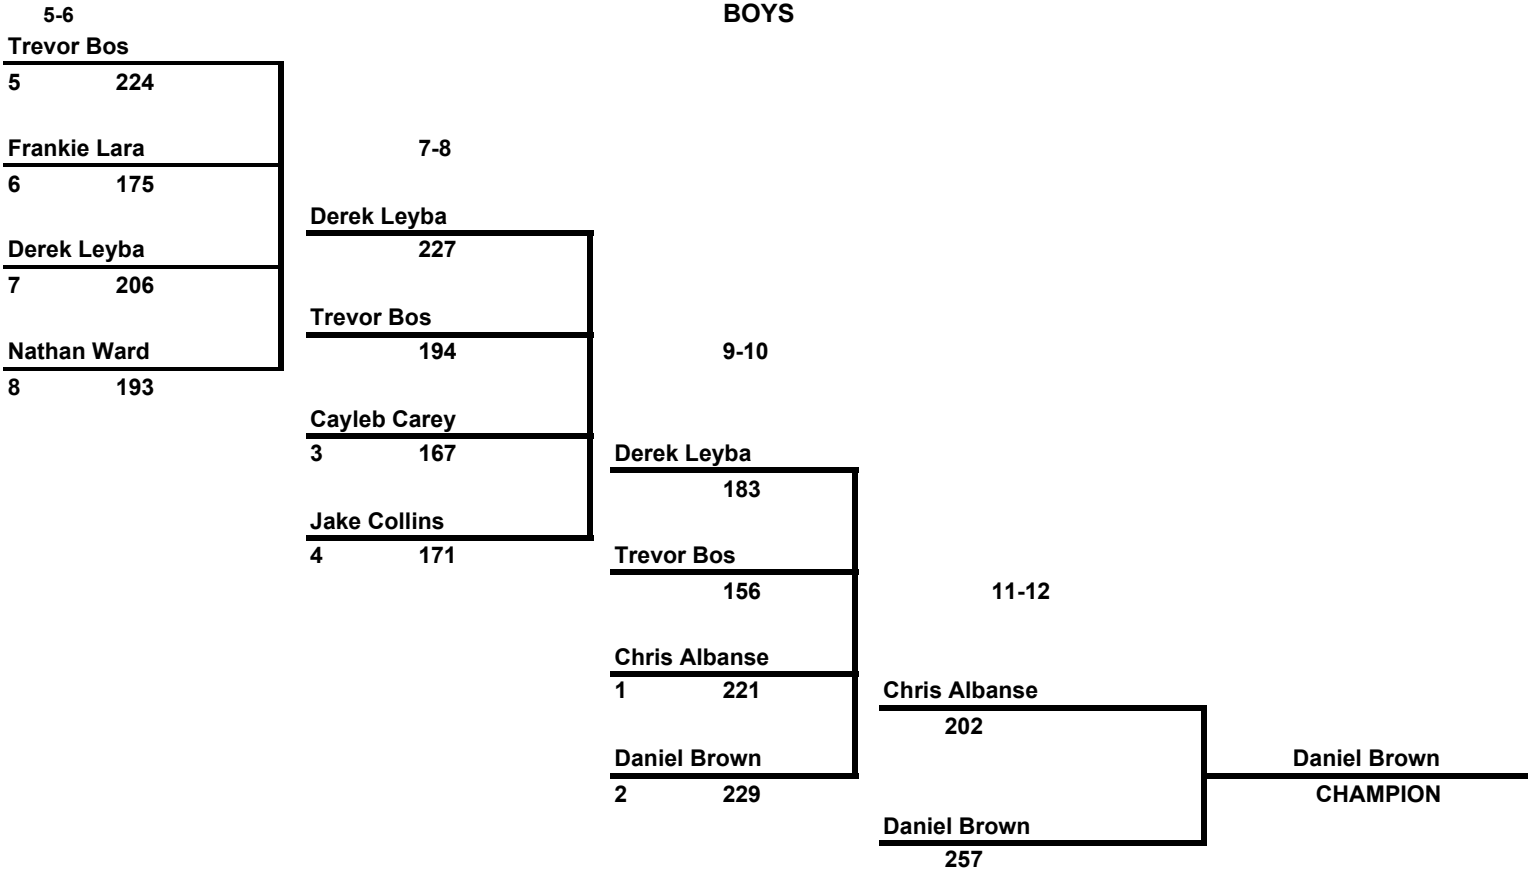 5-6
BOYS
Trevor Bos
5 224
Frankie Lara
7-8
6 175
Derek Leyba
Derek Leyba
227
7 206
Trevor Bos
Nathan Ward
194
9-10
8 193
Cayleb Carey
3 167
Derek Leyba
183
Jake Collins
4 171
Trevor Bos
156
11-12
Chris Albanse
1 221
Chris Albanse
202
Daniel Brown
Daniel Brown
2 229
CHAMPION
Daniel Brown
257